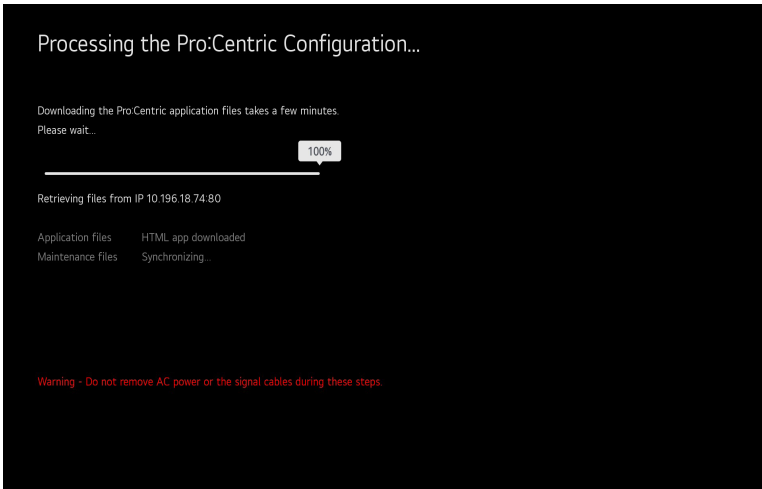 Processing the Pro:Centric Configuration...
Downloading the Pro:Centric application files takes a few minutes.
Please wait...
100%
Retrieving files from IP 10.196.18.74:80
Application files HTML app downloaded
Maintenance files Synchronizing...
Warning - Do not remove AC power or the signal cables during these steps.